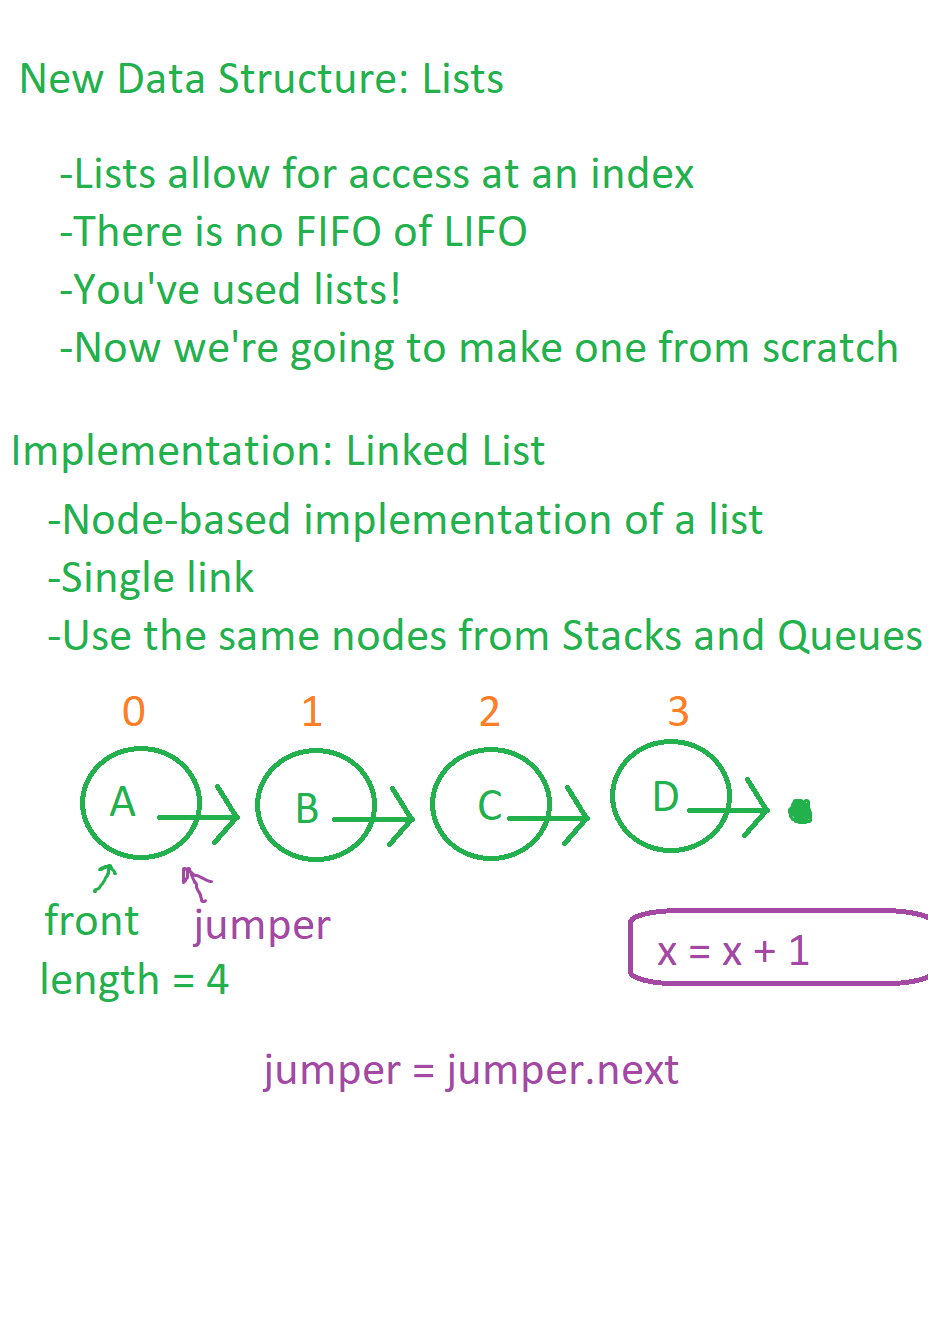 New Data Structure: Lists
-Lists allow for access at an index
-There is no FIFO of LIFO
-You've used lists!
-Now we're going to make one from scratch
Implementation: Linked List
-Node-based implementation of a list
-Single link
-Use the same nodes from Stacks and Queues
0 1 2 3
A B C D
front jumper
length = 4
x = x + 1
jumper = jumper.next